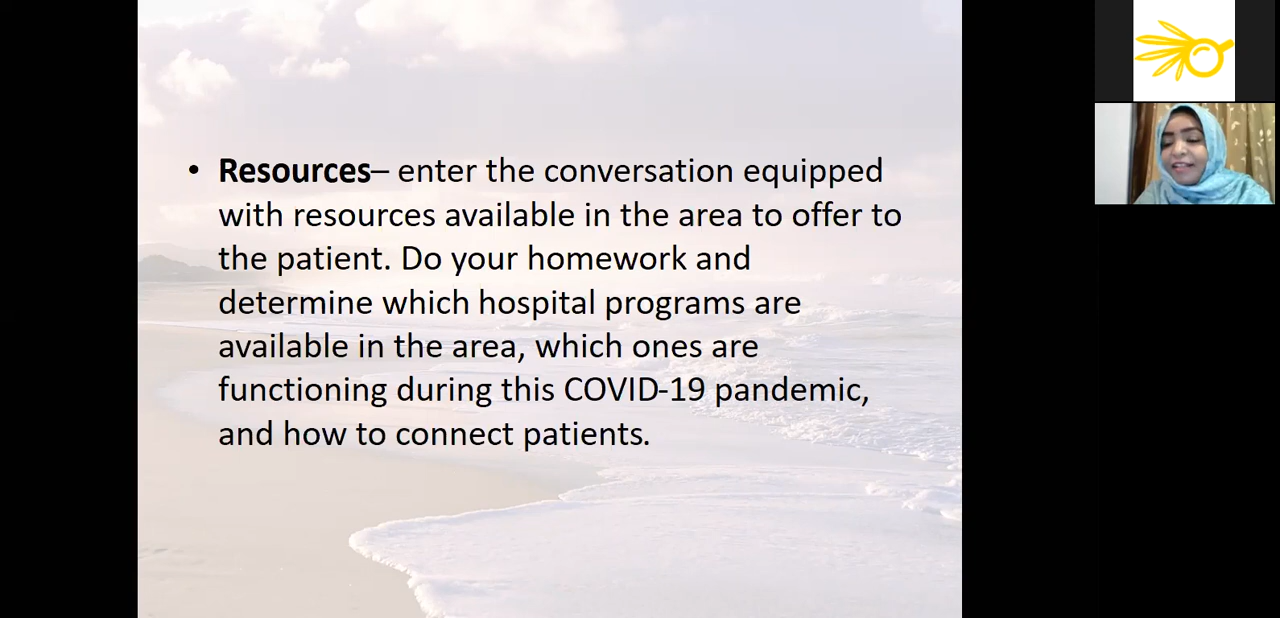 • Resources– enter the conversation equipped
with resources available in the area to offer to
the patient. Do your homework and
determine which hospital programs are
available in the area, which ones are
functioning during this COVID-19 pandemic,
and how to connect patients.